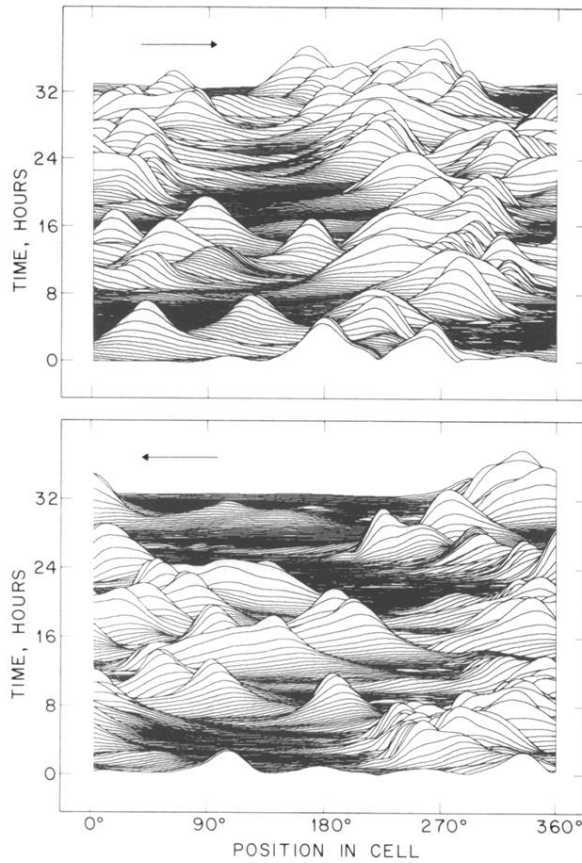 32
24
16
8
0
TIME, HOURS
32
24
16
8
0
TIME, HOURS
0° 90° 180° 270° 360°
POSITION IN CELL